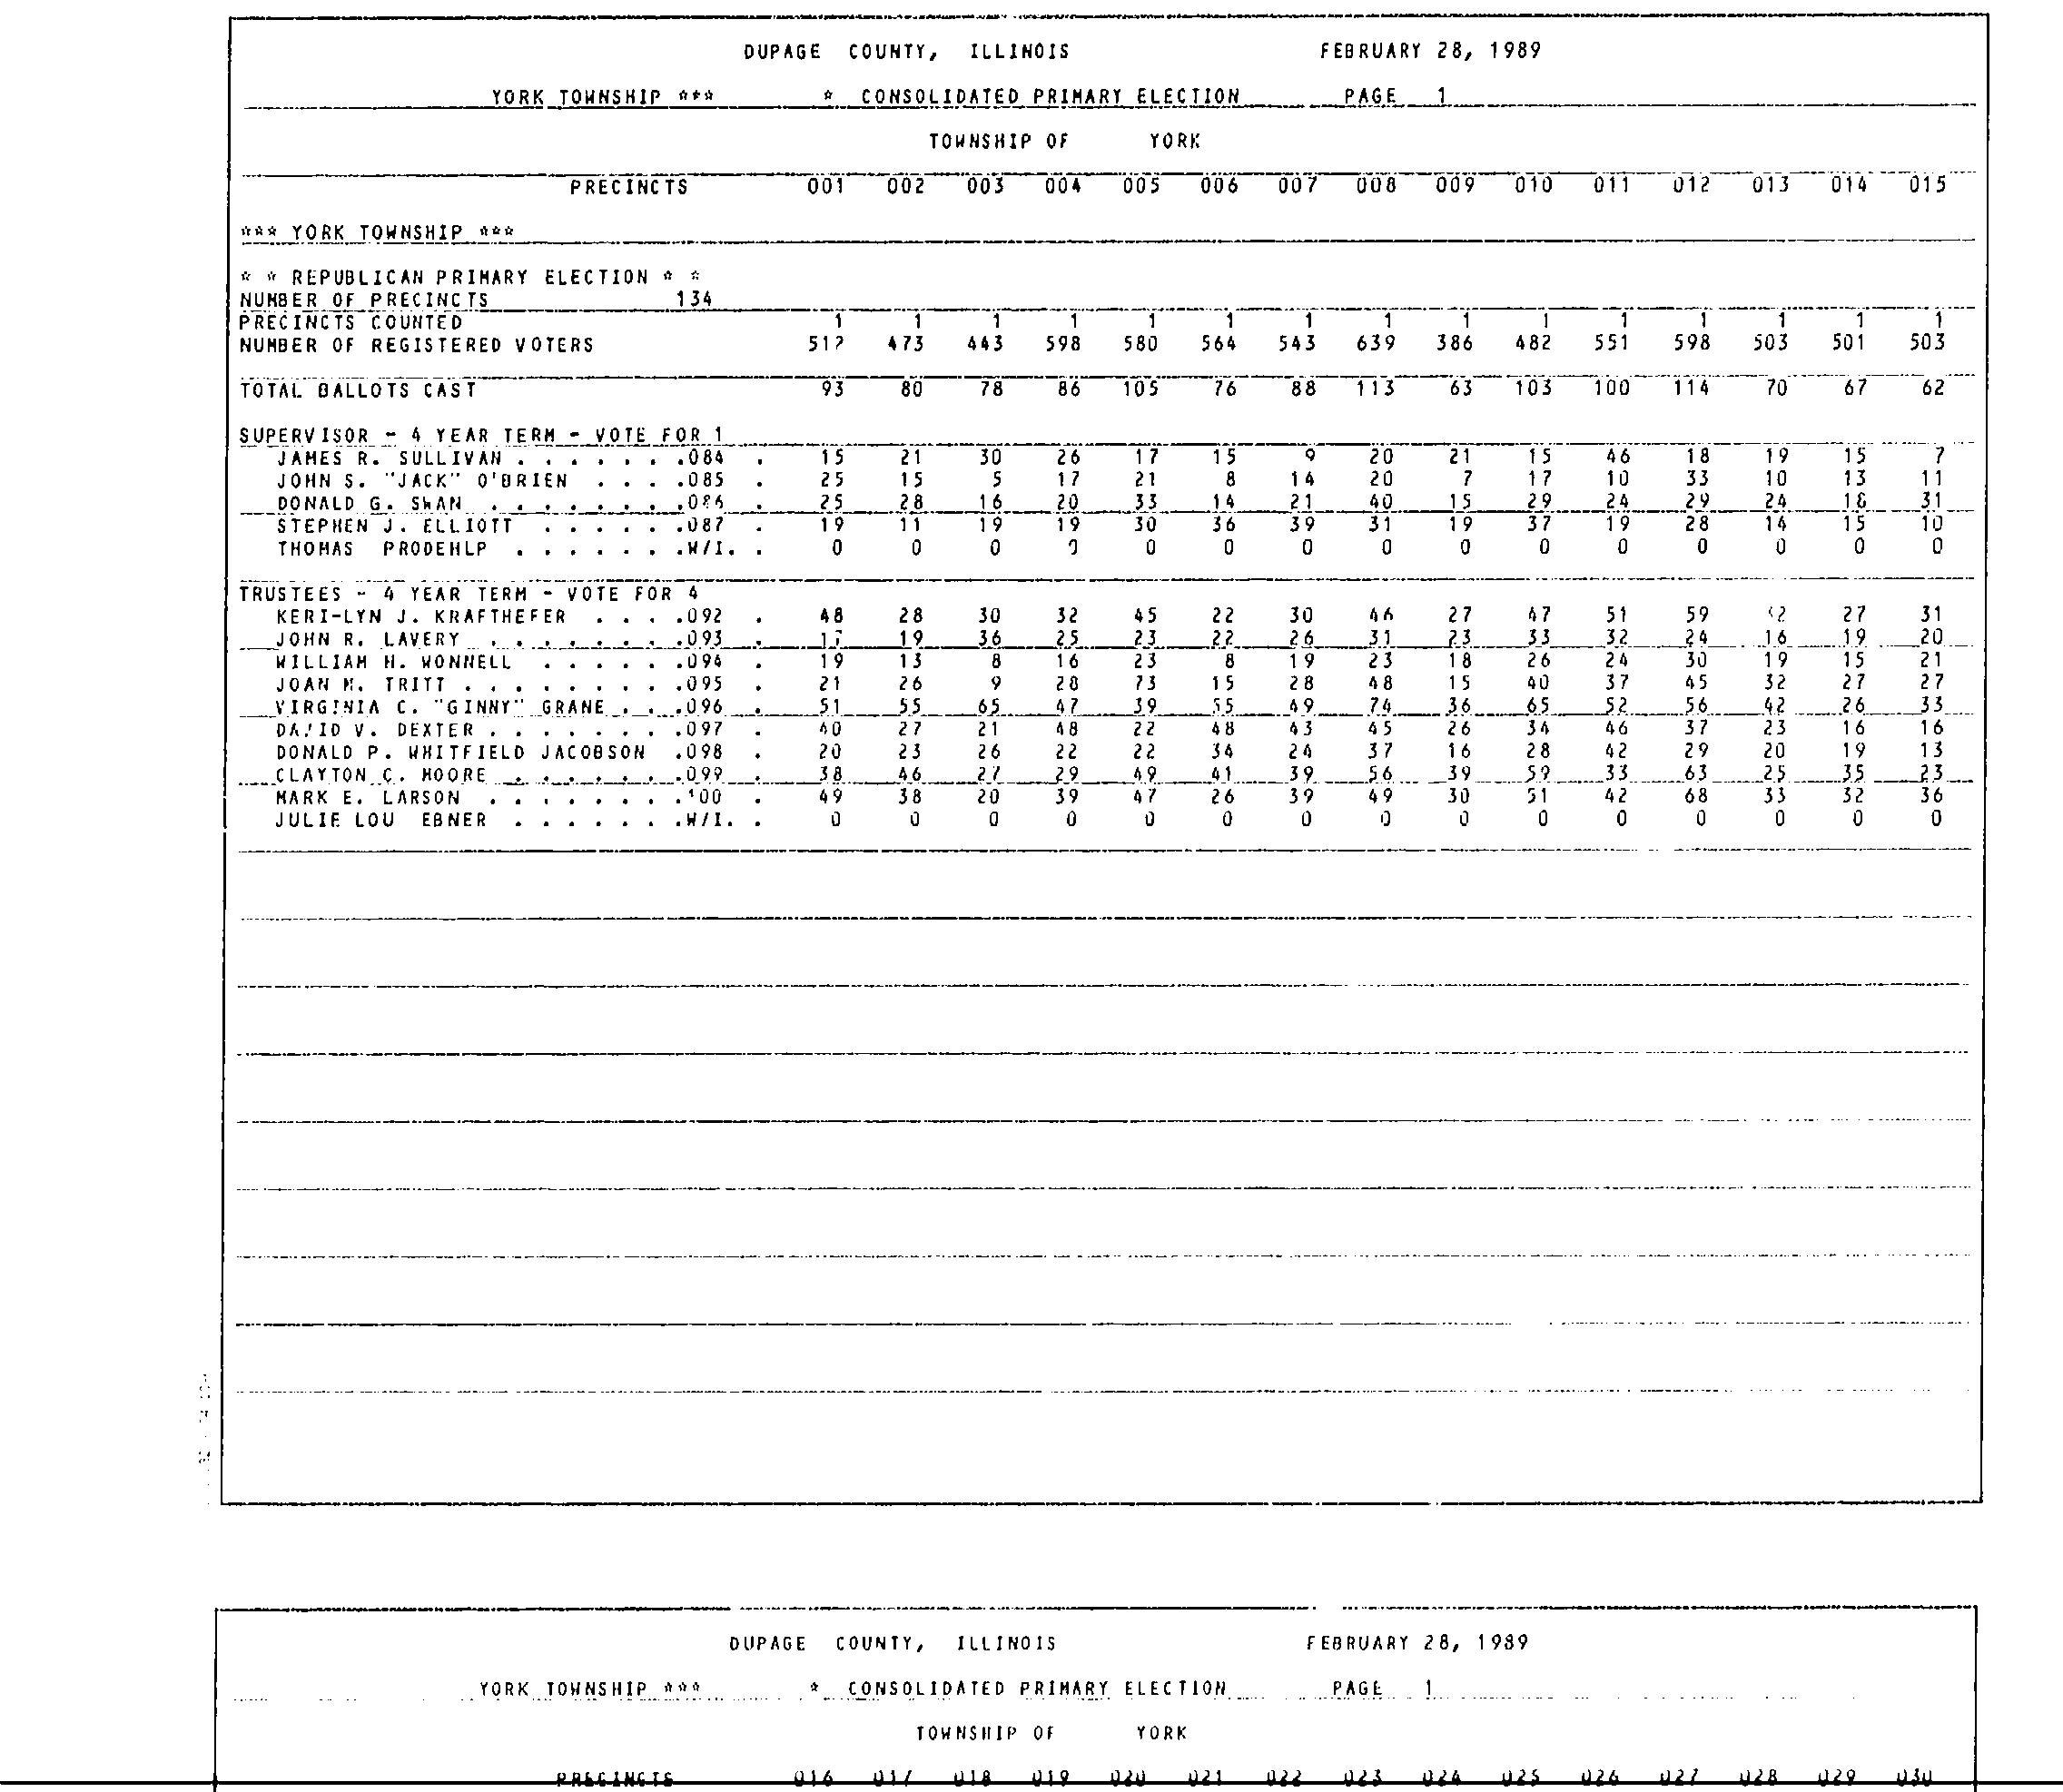 DUPAGE COUNTY, ILLINOIS FEBRUARY 28, 1989
YORK TOWNSHIP *** * CONSOLIDATED PRIMARY ELECTION PAGE 1
TOWNSHIP OF YORK
PRECINCTS 001 002 003 004 005 006 007 008 009 010 011 012 013 014 015
*** YORK TOWNSHIP ***
* * REPUBLICAN PRIMARY ELECTION * *
NUMBER OF PRECINCTS 134
PRECINCTS COUNTED 1 1 1 1 1 1 1 1 1 1 1 1 1 1 1
NUMBER OF REGISTERED VOTERS 512 473 443 598 580 564 543 639 386 482 551 598 503 501 503
TOTAL BALLOTS CAST 93 80 78 86 105 76 88 113 63 103 100 114 70 67 62
SUPERVISOR - 4 YEAR TERM - VOTE FOR 1
JAMES R. SULLIVAN . . . . . . .084 . 15 21 30 26 17 15 9 20 21 15 46 18 19 15 7
JOHN S. "JACK" O'BRIEN . . . .085 . 25 15 5 17 21 8 14 20 7 17 10 33 10 13 11
DONALD G. SWAN . . . . . . . .086 . 25 28 16 20 33 14 21 40 15 29 24 29 24 18 31
STEPHEN J. ELLIOTT . . . . . .087 . 19 11 19 19 30 36 39 31 19 37 19 28 14 15 10
THOMAS PRODEHLP . . . . . . .W/I. . 0 0 0 0 0 0 0 0 0 0 0 0 0 0 0
TRUSTEES - 4 YEAR TERM - VOTE FOR 4
KERI-LYN J. KRAFTHEFER . . . .092 . 48 28 30 32 45 22 30 46 27 47 51 59 27 31
JOHN R. LAVERY . . . . . . . .093 . 19 36 25 23 22 26 31 23 33 32 24 16 19 20
WILLIAM H. WONNELL . . . . . .094 . 19 13 8 16 23 8 19 23 18 26 24 30 19 15 21
JOAN M. TRITT . . . . . . . . .095 . 21 26 9 28 73 15 28 48 15 40 37 45 32 27 27
VIRGINIA C. "GINNY" GRANE . . .096 . 51 55 65 47 39 55 49 74 36 65 52 56 42 26 33
DAVID V. DEXTER . . . . . . . .097 . 40 27 21 48 22 48 43 45 26 34 46 37 23 16 16
DONALD P. WHITFIELD JACOBSON .098 . 20 23 26 22 22 34 24 37 16 28 42 29 20 19 13
CLAYTON C. MOORE . . . . . . .099 . 38 46 27 29 49 41 39 56 39 59 33 63 25 35 23
MARK E. LARSON . . . . . . . .100 . 49 38 20 39 47 26 39 49 30 51 42 68 33 32 36
JULIE LOU EBNER . . . . . . .W/I. . 0 0 0 0 0 0 0 0 0 0 0 0 0 0 0
DUPAGE COUNTY, ILLINOIS FEBRUARY 28, 1989
YORK TOWNSHIP *** * CONSOLIDATED PRIMARY ELECTION PAGE 1
TOWNSHIP OF YORK
PRECINCTS 016 017 018 019 020 021 022 023 024 025 026 027 028 029 030